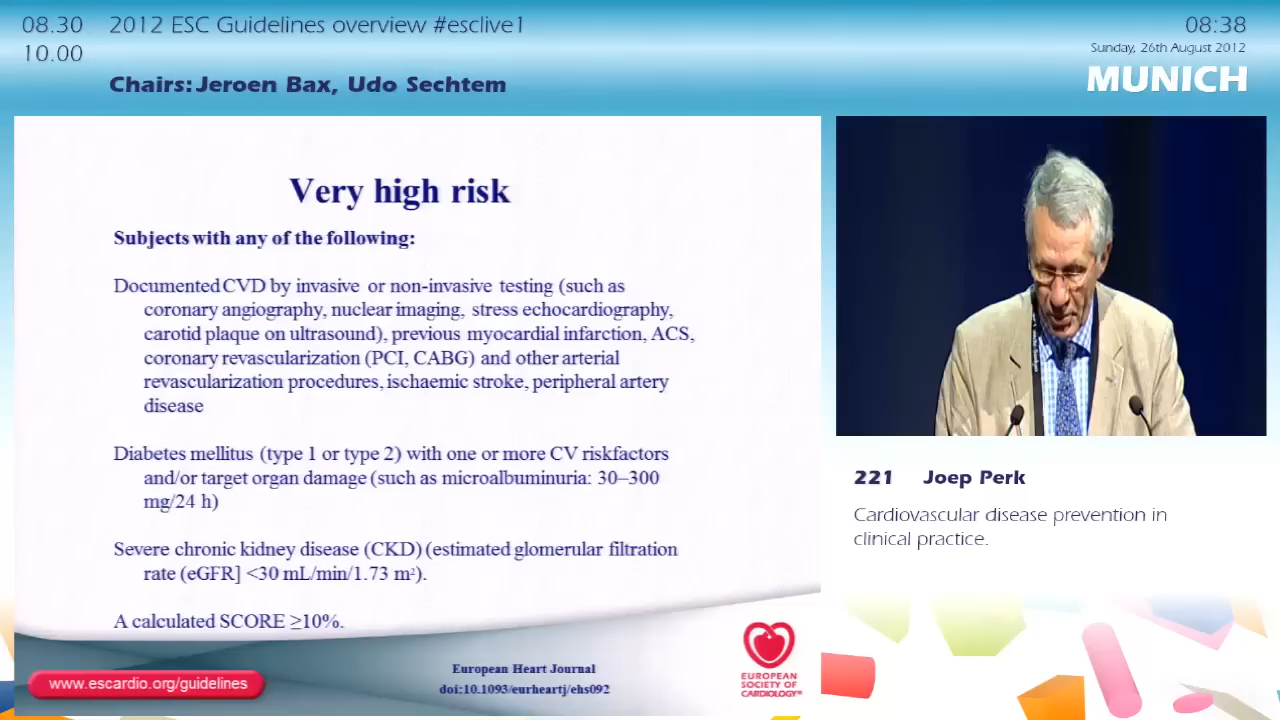 08.30
10.00
2012 ESC Guidelines overview #esclive1
Chairs: Jeroen Bax, Udo Sechtem
08:38
Sunday, 26th August 2012
MUNICH
Very high risk
Subjects with any of the following:
Documented CVD by invasive or non-invasive testing (such as
coronary angiography, nuclear imaging, stress echocardiography,
carotid plaque on ultrasound), previous myocardial infarction, ACS,
coronary revascularization (PCI, CABG) and other arterial
revascularization procedures, ischaemic stroke, peripheral artery
disease
Diabetes mellitus (type 1 or type 2) with one or more CV riskfactors
and/or target organ damage (such as microalbuminuria: 30–300
mg/24 h)
Severe chronic kidney disease (CKD) (estimated glomerular filtration
rate (eGFR] <30 mL/min/1.73 m²).
A calculated SCORE ≥10%.
www.escardio.org/guidelines
European Heart Journal
doi:10.1093/eurheartj/ehs092
EUROPEAN
SOCIETY OF
CARDIOLOGY®
221 Joep Perk
Cardiovascular disease prevention in
clinical practice.